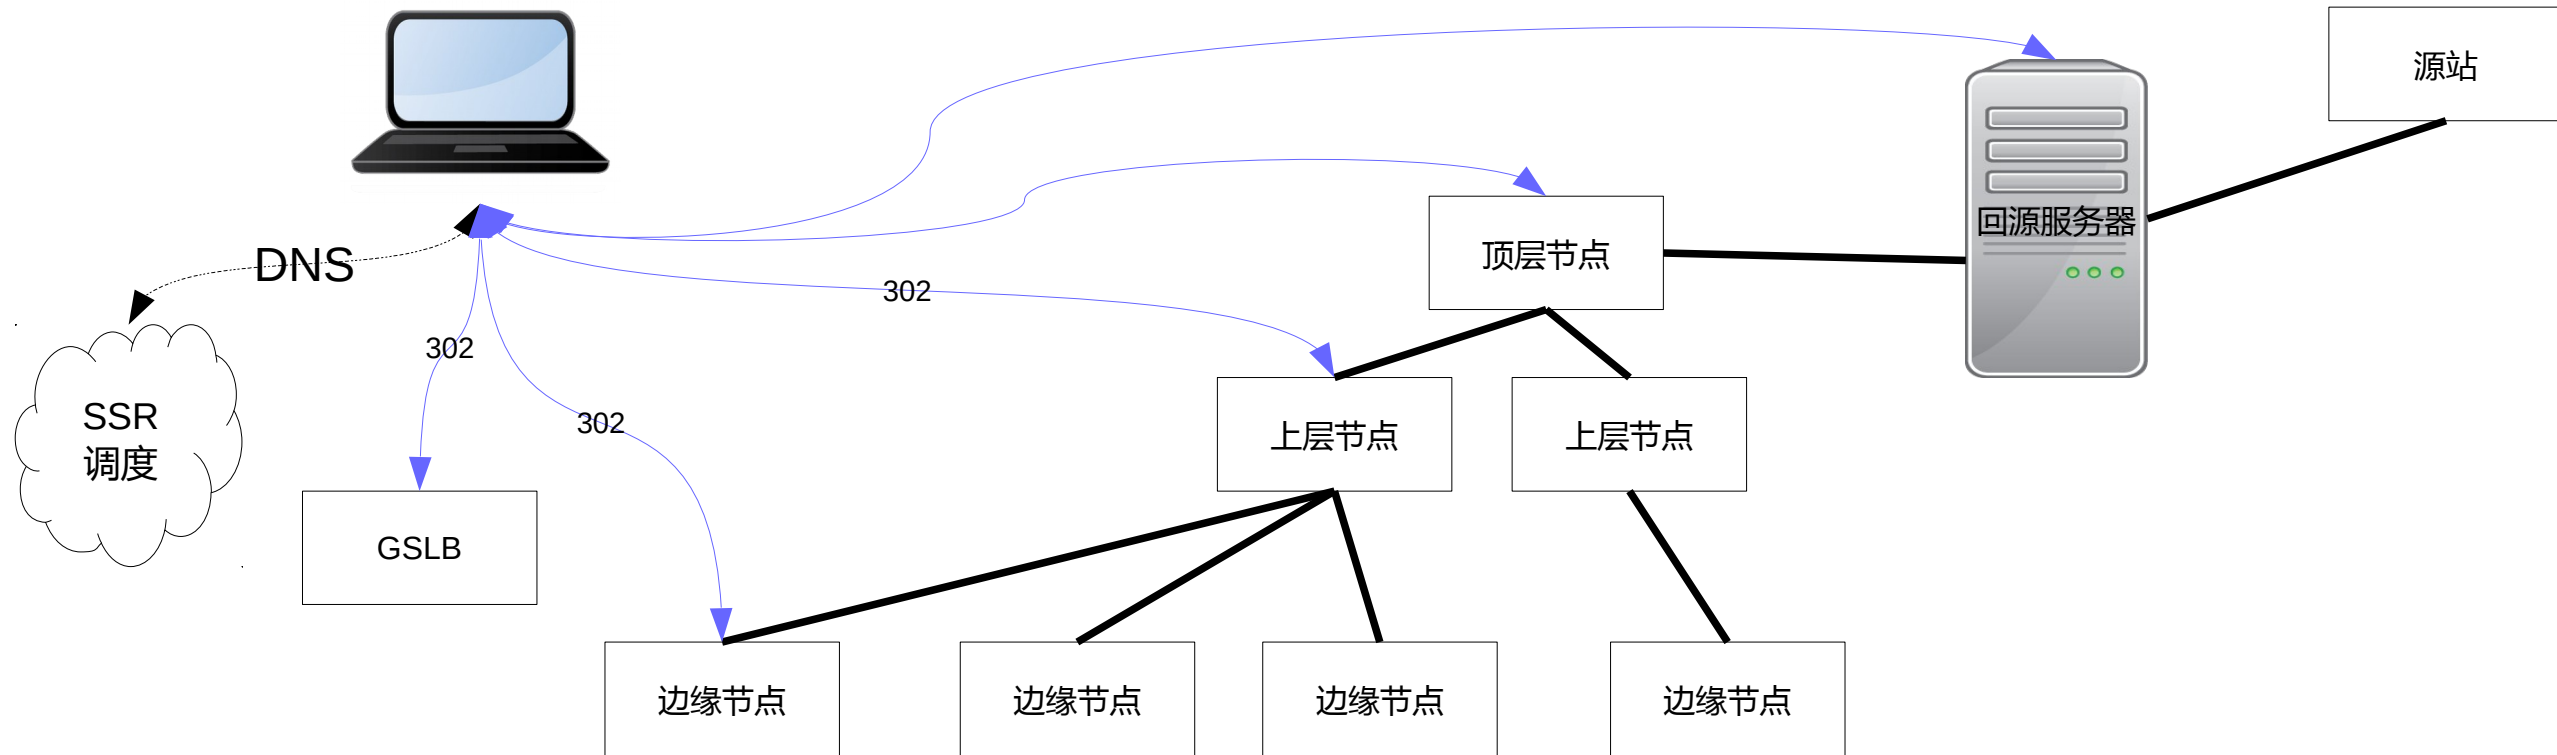 源站
回源服务器
顶层节点
DNS
302
302
302
SSR
调度
上层节点
上层节点
GSLB
边缘节点
边缘节点
边缘节点
边缘节点